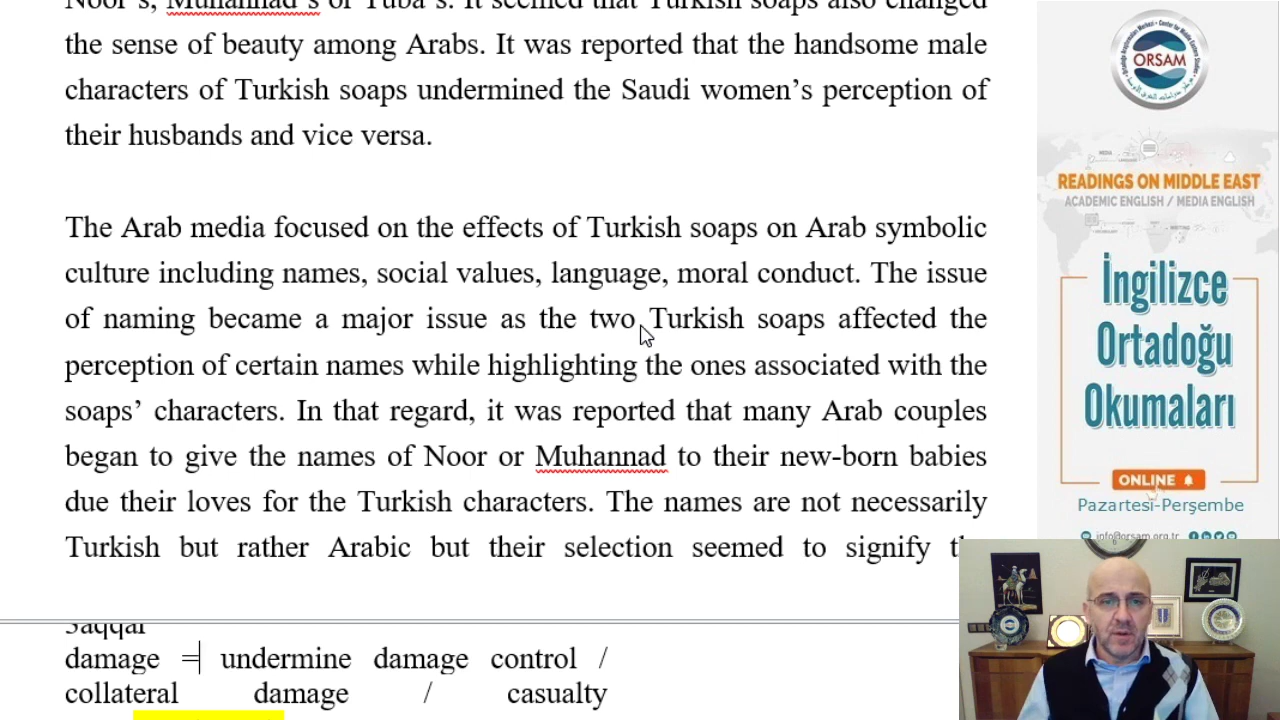 Noor’s, Muhannad’s or Tuba’s. It seemed that Turkish soaps also changed
the sense of beauty among Arabs. It was reported that the handsome male
characters of Turkish soaps undermined the Saudi women’s perception of
their husbands and vice versa.
The Arab media focused on the effects of Turkish soaps on Arab symbolic
culture including names, social values, language, moral conduct. The issue
of naming became a major issue as the two Turkish soaps affected the
perception of certain names while highlighting the ones associated with the
soaps’ characters. In that regard, it was reported that many Arab couples
began to give the names of Noor or Muhannad to their new-born babies
due their loves for the Turkish characters. The names are not necessarily
Turkish but rather Arabic but their selection seemed to signify
Saqqal
damage = undermine damage control /
collateral damage / casualty
ORSAM
READINGS ON MIDDLE EAST
ACADEMIC ENGLISH / MEDIA ENGLISH
İngilizce
Ortadoğu
Okumaları
ONLINE
Pazartesi-Perşembe
info@orsam.org.tr